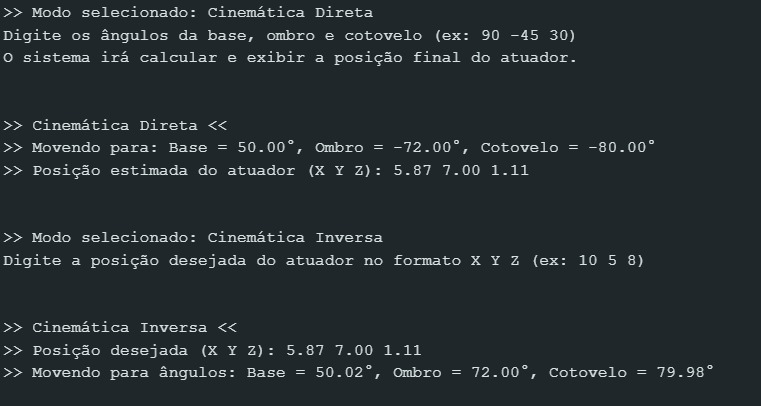 >> Modo selecionado: Cinemática Direta
Digite os ângulos da base, ombro e cotovelo (ex: 90 -45 30)
O sistema irá calcular e exibir a posição final do atuador.
>> Cinemática Direta <<
>> Movendo para: Base = 50.00°, Ombro = -72.00°, Cotovelo = -80.00°
>> Posição estimada do atuador (X Y Z): 5.87 7.00 1.11
>> Modo selecionado: Cinemática Inversa
Digite a posição desejada do atuador no formato X Y Z (ex: 10 5 8)
>> Cinemática Inversa <<
>> Posição desejada (X Y Z): 5.87 7.00 1.11
>> Movendo para ângulos: Base = 50.02°, Ombro = 72.00°, Cotovelo = 79.98°